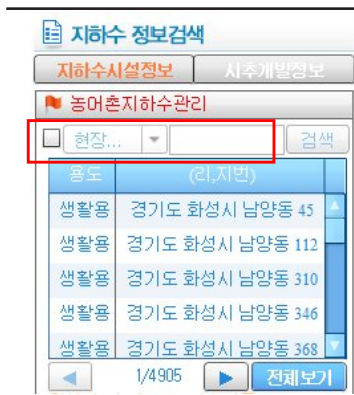 지하수 정보검색
지하수시설정보 시추개발정보
농어촌지하수관리
현장... 검색
용도 (리,지번)
생활용 경기도 화성시 남양동 45
생활용 경기도 화성시 남양동 112
생활용 경기도 화성시 남양동 310
생활용 경기도 화성시 남양동 346
생활용 경기도 화성시 남양동 368
1/4905 전체보기